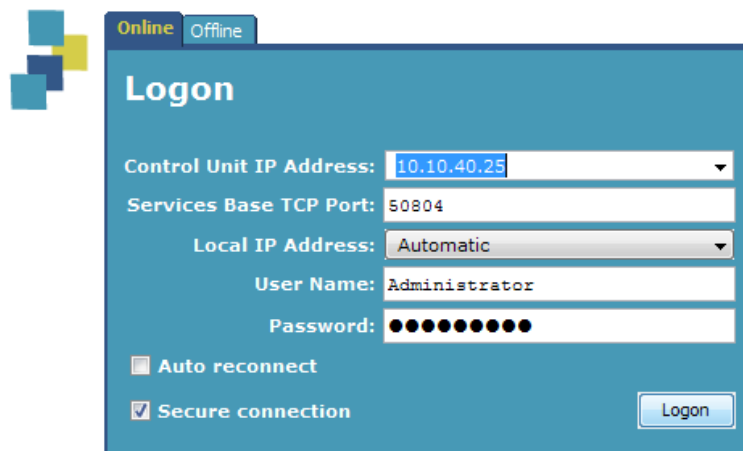 Online Offline
Logon
Control Unit IP Address: 10.10.40.25
Services Base TCP Port: 50804
Local IP Address: Automatic
User Name: Administrator
Password: ●●●●●●●●●
Auto reconnect
Secure connection Logon